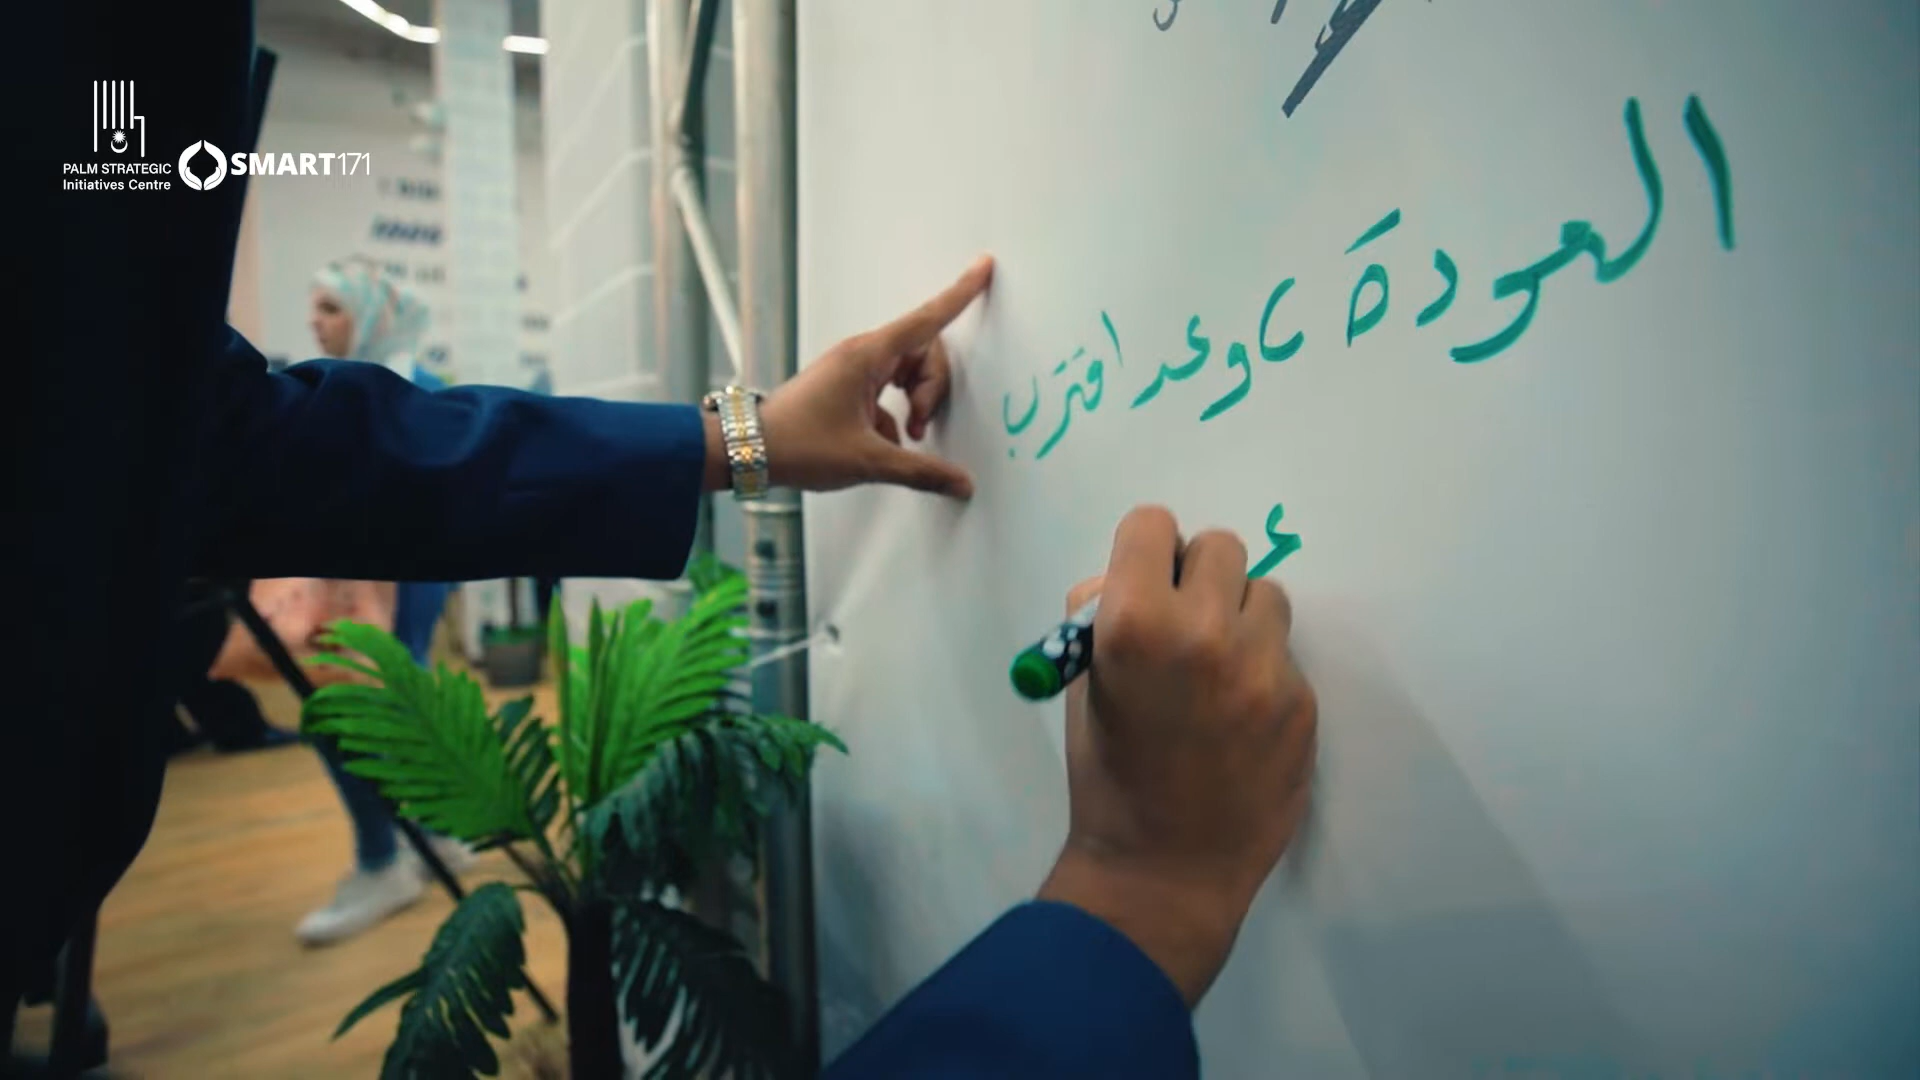 PALM STRATEGIC
Initiatives Centre
SMART171
العودة، وعد اقترب